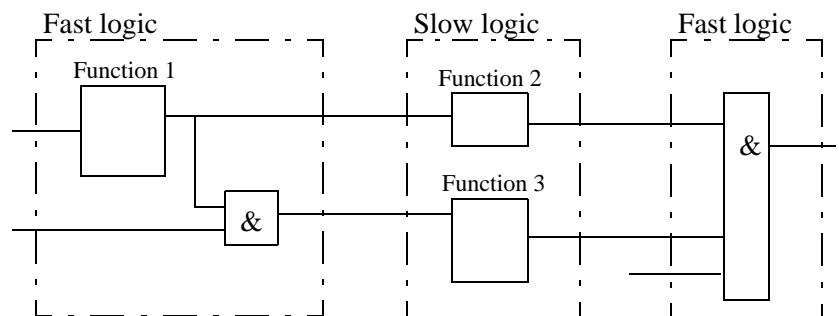 Fast logic
Slow logic
Fast logic
Function 1
Function 2
&
Function 3
&